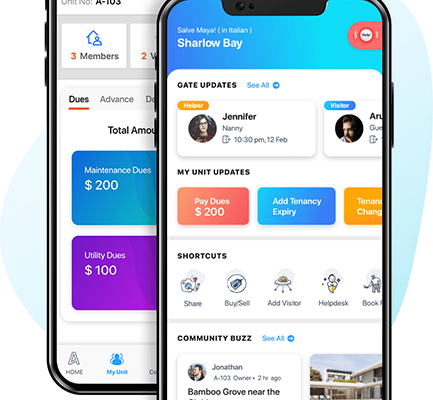 Unit No: A-103
3 Members
2 V
Dues Advance De
Total Amou
Maintenance Dues
$ 200
Utility Dues
$ 100
HOME
My Unit
Co
Salve Maya! ( in Italian )
Sharlow Bay
GATE UPDATES See All
Helper
Jennifer
Nanny
10:30 pm,12 Feb
Visitor
Aru
Gue
MY UNIT UPDATES
Pay Dues
$ 200
Add Tenancy
Expiry
Tenan
Chang
SHORTCUTS
Share
Buy/Sell
Add Visitor
Helpdesk
Book F
COMMUNITY BUZZ See All
Jonathan
A-103 Owner • 2 hr ago
Bamboo Grove near the